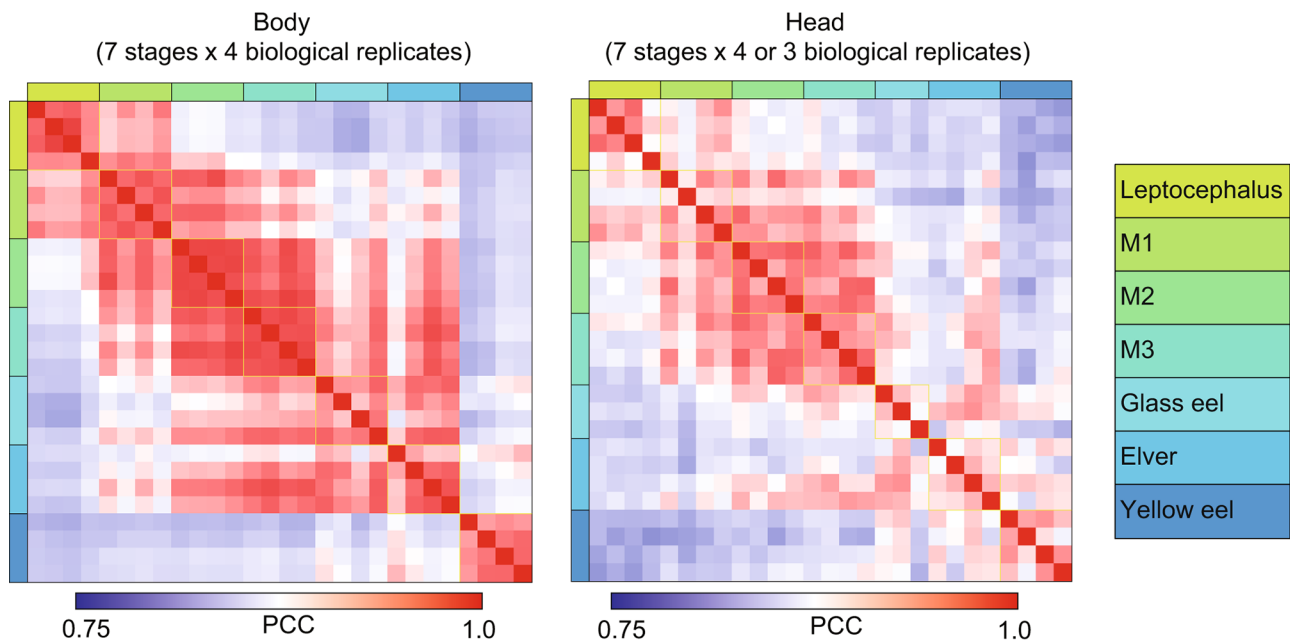 Body
(7 stages x 4 biological replicates)
Head
(7 stages x 4 or 3 biological replicates)
Leptocephalus
M1
M2
M3
Glass eel
Elver
Yellow eel
0.75
PCC
1.0
0.75
PCC
1.0